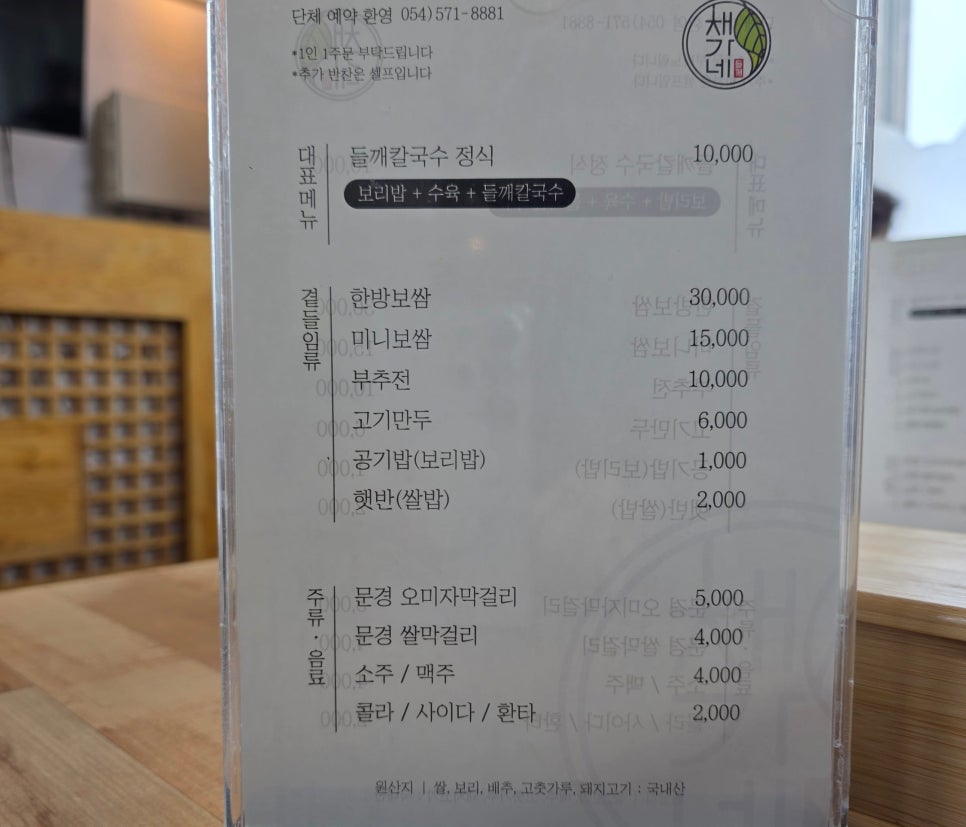 단체 예약 환영 054)571-8881
*1인 1주문 부탁드립니다
*추가 반찬은 셀프입니다
채가네
대표메뉴
들깨칼국수 정식 10,000
보리밥 + 수육 + 들깨칼국수
곁들임류
한방보쌈 30,000
미니보쌈 15,000
부추전 10,000
고기만두 6,000
공기밥(보리밥) 1,000
햇반(쌀밥) 2,000
주류·음료
문경 오미자막걸리 5,000
문경 쌀막걸리 4,000
소주 / 맥주 4,000
콜라 / 사이다 / 환타 2,000
원산지 | 쌀, 보리, 배추, 고춧가루, 돼지고기 : 국내산